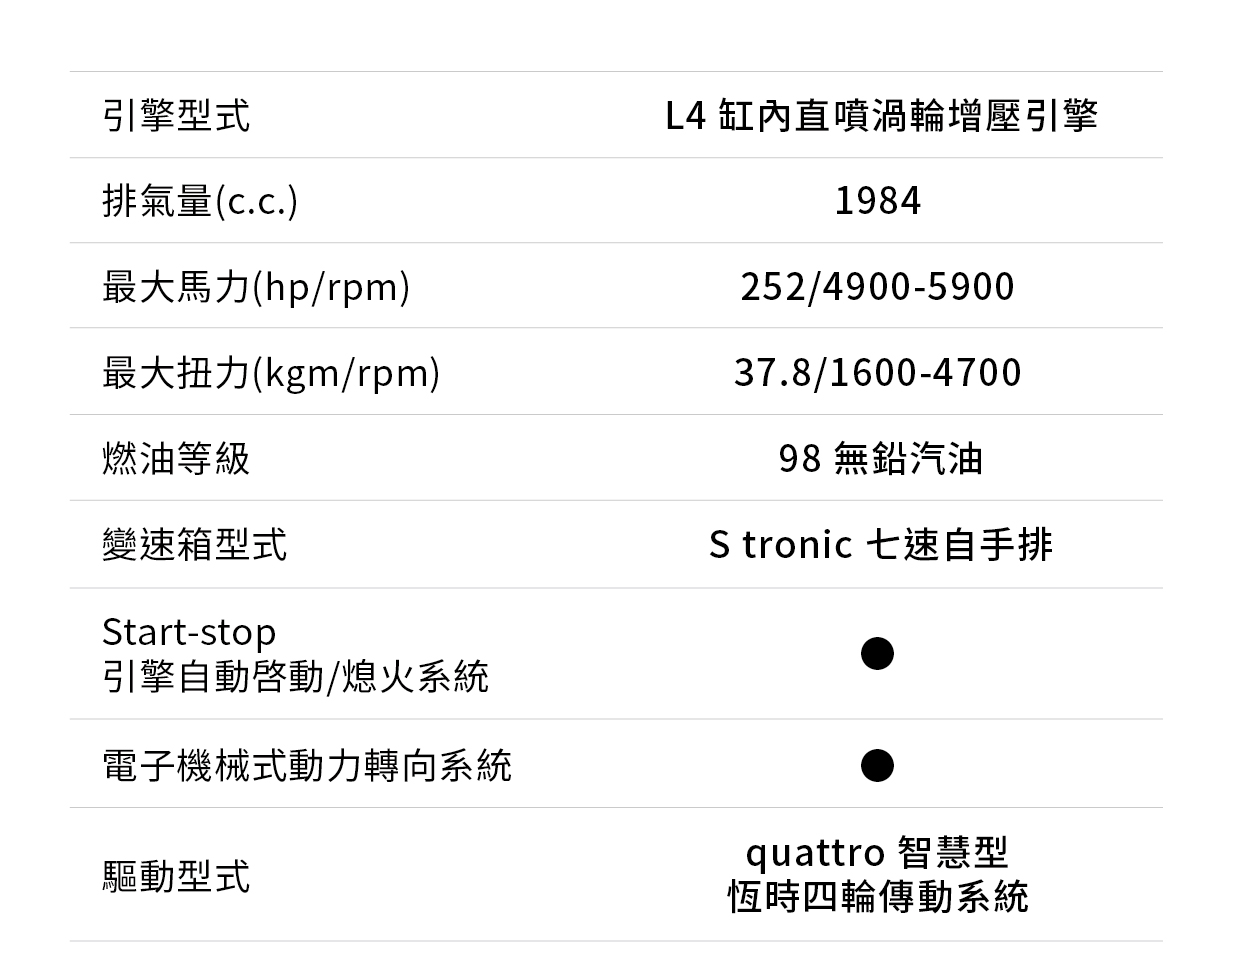 引擎型式 L4 缸內直噴渦輪增壓引擎
排氣量(c.c.) 1984
最大馬力(hp/rpm) 252/4900-5900
最大扭力(kgm/rpm) 37.8/1600-4700
燃油等級 98 無鉛汽油
變速箱型式 S tronic 七速自手排
Start-stop
引擎自動啓動/熄火系統 ●
電子機械式動力轉向系統 ●
驅動型式
quattro 智慧型
恆時四輪傳動系統